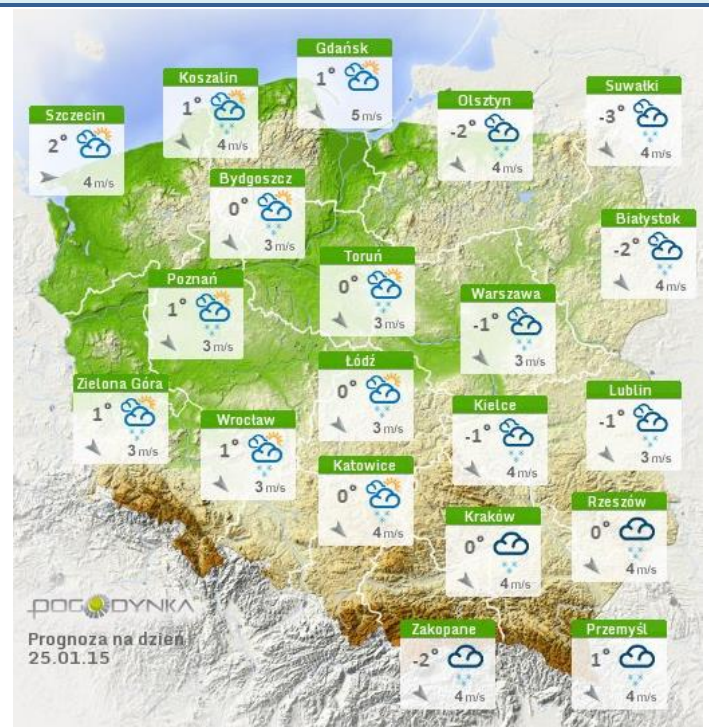 Gdańsk
1°
5 m/s
Koszalin
1°
4 m/s
Suwałki
-3°
4 m/s
Olsztyn
-2°
4 m/s
Szczecin
2°
4 m/s
Bydgoszcz
0°
3 m/s
Białystok
-2°
4 m/s
Toruń
0°
3 m/s
Poznań
1°
3 m/s
Warszawa
-1°
3 m/s
Łódź
0°
3 m/s
Zielona Góra
1°
3 m/s
Lublin
-1°
3 m/s
Kielce
-1°
4 m/s
Wrocław
1°
3 m/s
Katowice
0°
4 m/s
Rzeszów
0°
4 m/s
Kraków
0°
4 m/s
POGODYNKA
Prognoza na dzień
25.01.15
Zakopane
-2°
4 m/s
Przemyśl
1°
4 m/s